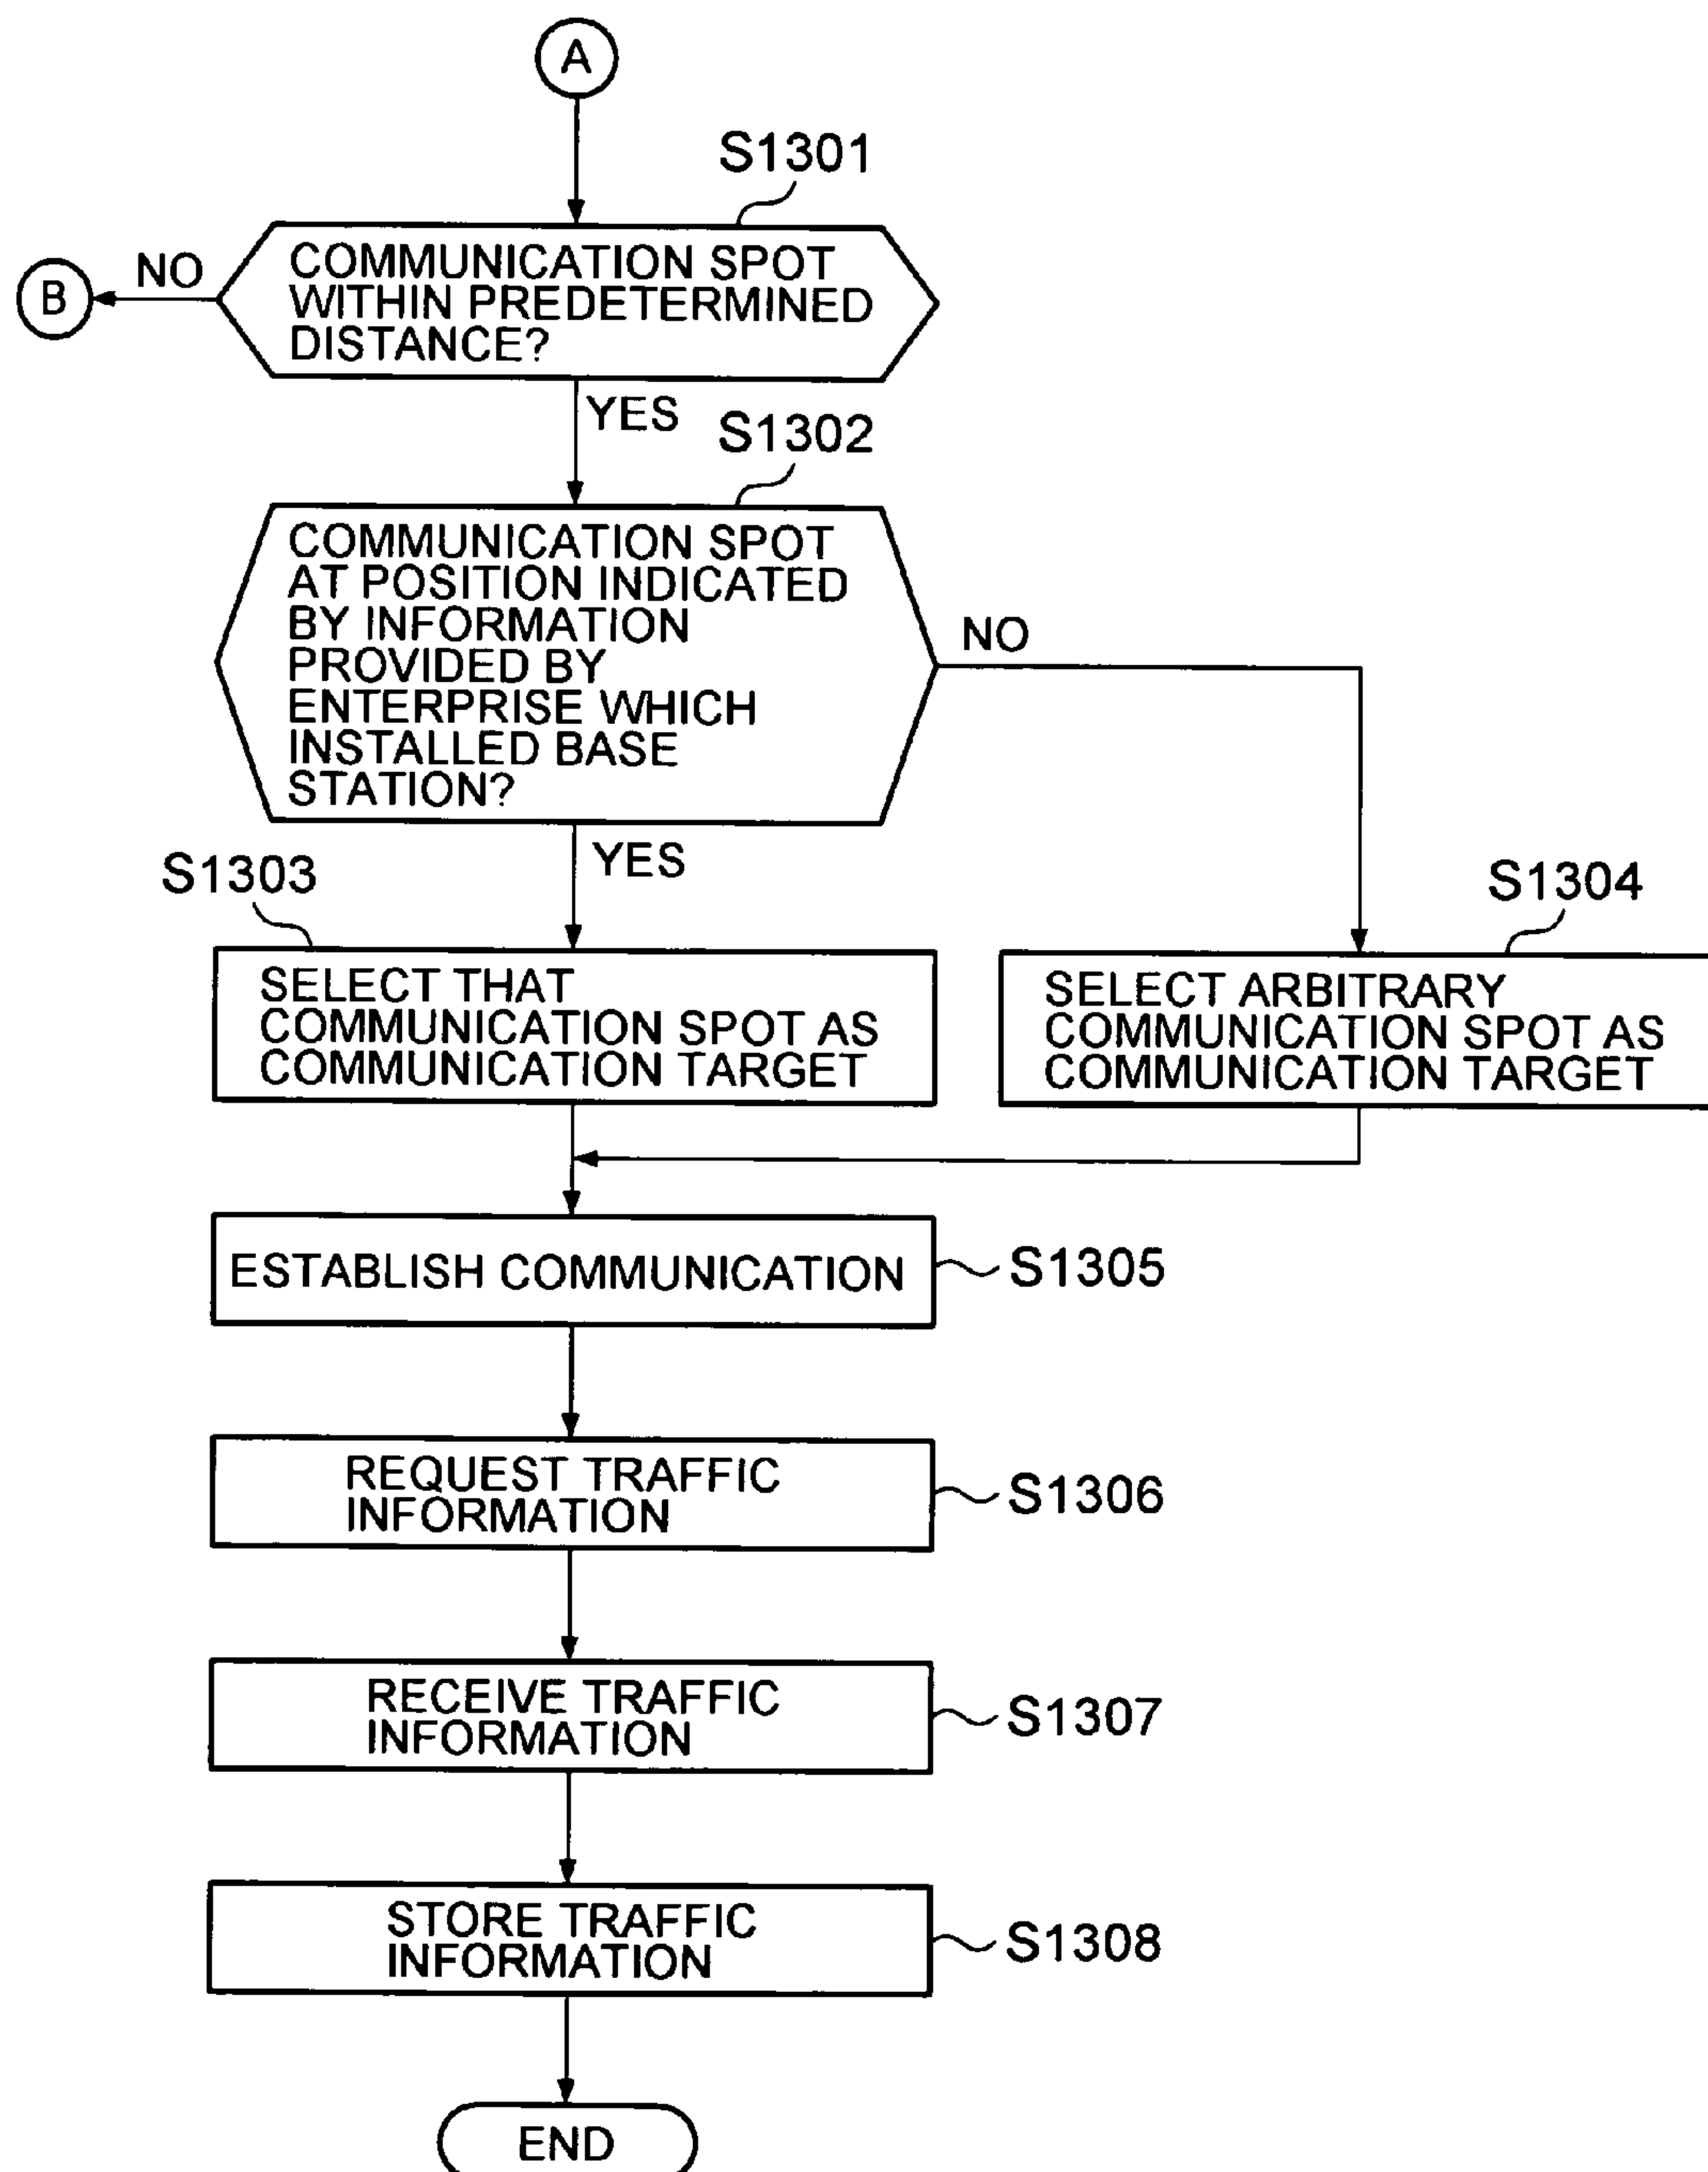 A
S1301
B
NO
COMMUNICATION SPOT
WITHIN PREDETERMINED
DISTANCE?
YES
S1302
COMMUNICATION SPOT
AT POSITION INDICATED
BY INFORMATION
PROVIDED BY
ENTERPRISE WHICH
INSTALLED BASE
STATION?
NO
YES
S1303
S1304
SELECT THAT
COMMUNICATION SPOT AS
COMMUNICATION TARGET
SELECT ARBITRARY
COMMUNICATION SPOT AS
COMMUNICATION TARGET
ESTABLISH COMMUNICATION
S1305
REQUEST TRAFFIC
INFORMATION
S1306
RECEIVE TRAFFIC
INFORMATION
S1307
STORE TRAFFIC
INFORMATION
S1308
END